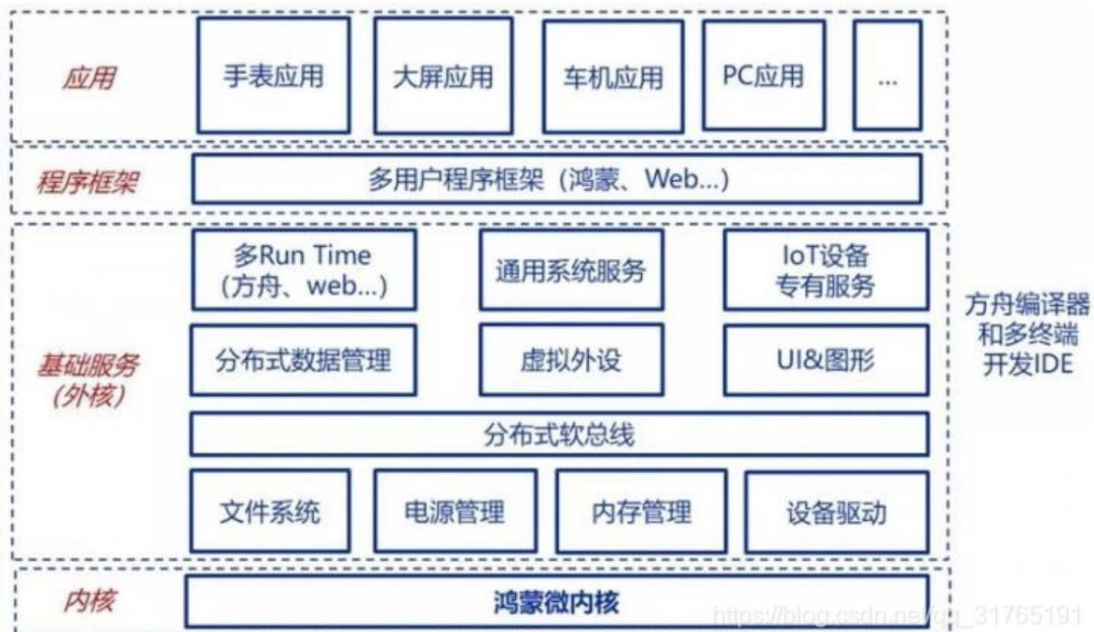 应用
手表应用
大屏应用
车机应用
PC应用
...
程序框架
多用户程序框架（鸿蒙、Web...）
基础服务
（外核）
多Run Time
（方舟、web...）
通用系统服务
IoT设备
专有服务
分布式数据管理
虚拟外设
UI&图形
分布式软总线
文件系统
电源管理
内存管理
设备驱动
方舟编译器
和多终端
开发IDE
内核
鸿蒙微内核
https://blog.csdn.net/qq_31765191